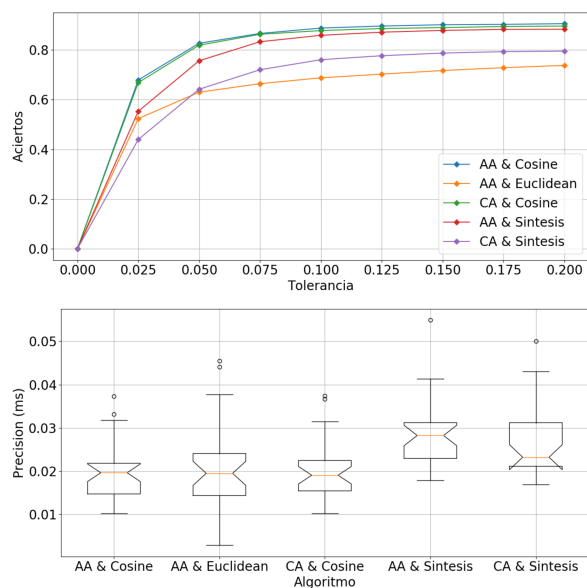 0.8
0.6
0.4
0.2
0.0
Aciertos
AA & Cosine
AA & Euclidean
CA & Cosine
AA & Sintesis
CA & Sintesis
0.000 0.025 0.050 0.075 0.100 0.125 0.150 0.175 0.200
Tolerancia
0.05
0.04
0.03
0.02
0.01
Precision (ms)
AA & Cosine AA & Euclidean CA & Cosine AA & Sintesis CA & Sintesis
Algoritmo